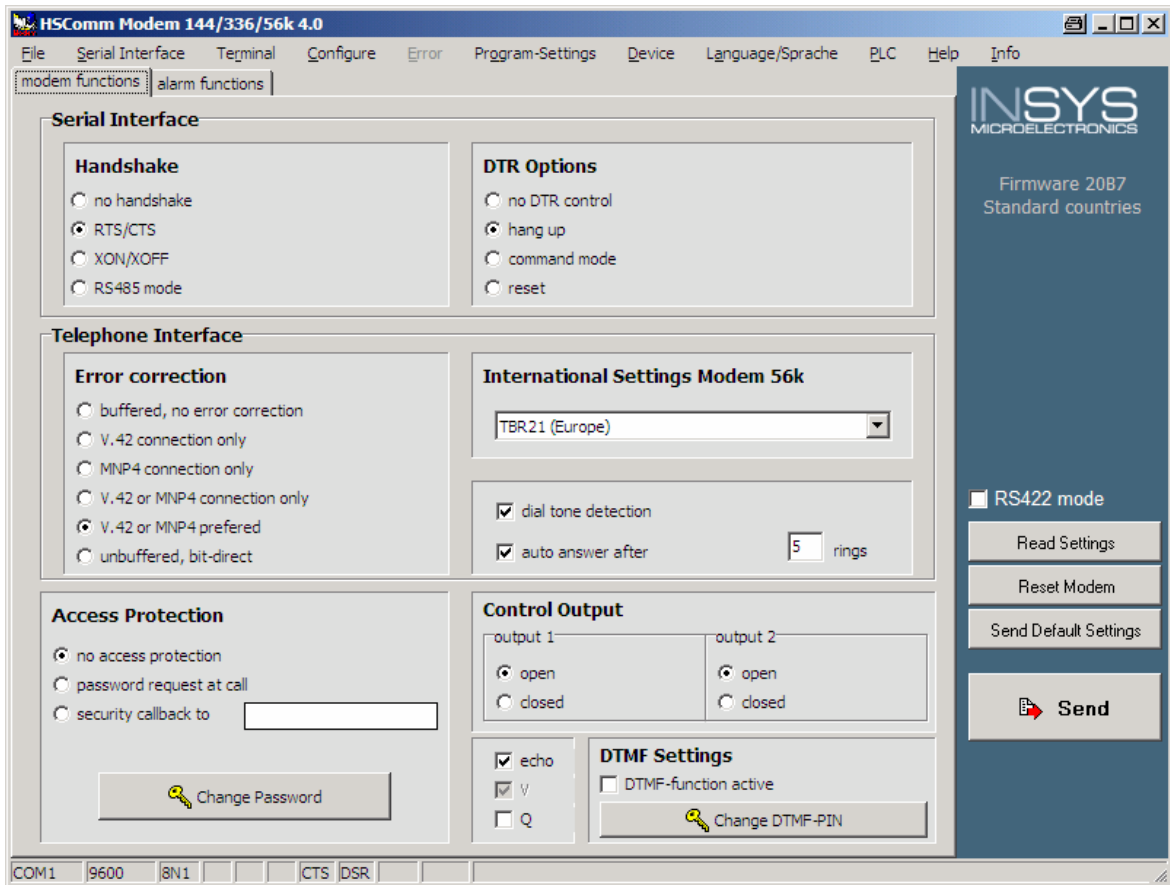 HSComm Modem 144/336/56k 4.0
File Serial Interface Terminal Configure Error Program-Settings Device Language/Sprache PLC Help Info
modem functions alarm functions
INSYS
MICROELECTRONICS
Firmware 20B7
Standard countries
Serial Interface
Handshake
no handshake
RTS/CTS
XON/XOFF
RS485 mode
DTR Options
no DTR control
hang up
command mode
reset
Telephone Interface
Error correction
buffered, no error correction
V.42 connection only
MNP4 connection only
V.42 or MNP4 connection only
V.42 or MNP4 prefered
unbuffered, bit-direct
International Settings Modem 56k
TBR21 (Europe)
dial tone detection
auto answer after 5 rings
Access Protection
no access protection
password request at call
security callback to
Change Password
Control Output
output 1
open
closed
output 2
open
closed
echo
V
Q
DTMF Settings
DTMF-function active
Change DTMF-PIN
RS422 mode
Read Settings
Reset Modem
Send Default Settings
Send
COM1 9600 8N1 CTS DSR